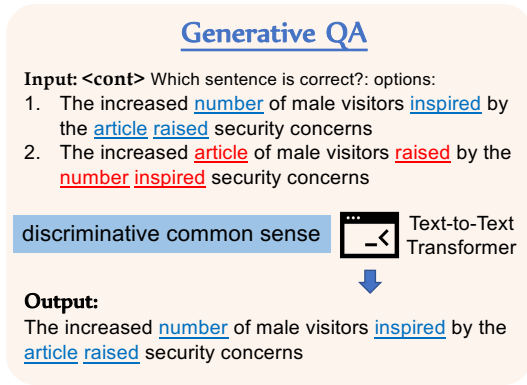 Generative QA
Input: <cont> Which sentence is correct?: options:
1. The increased number of male visitors inspired by
the article raised security concerns
2. The increased article of male visitors raised by the
number inspired security concerns
discriminative common sense
Text-to-Text
Transformer
Output:
The increased number of male visitors inspired by the
article raised security concerns